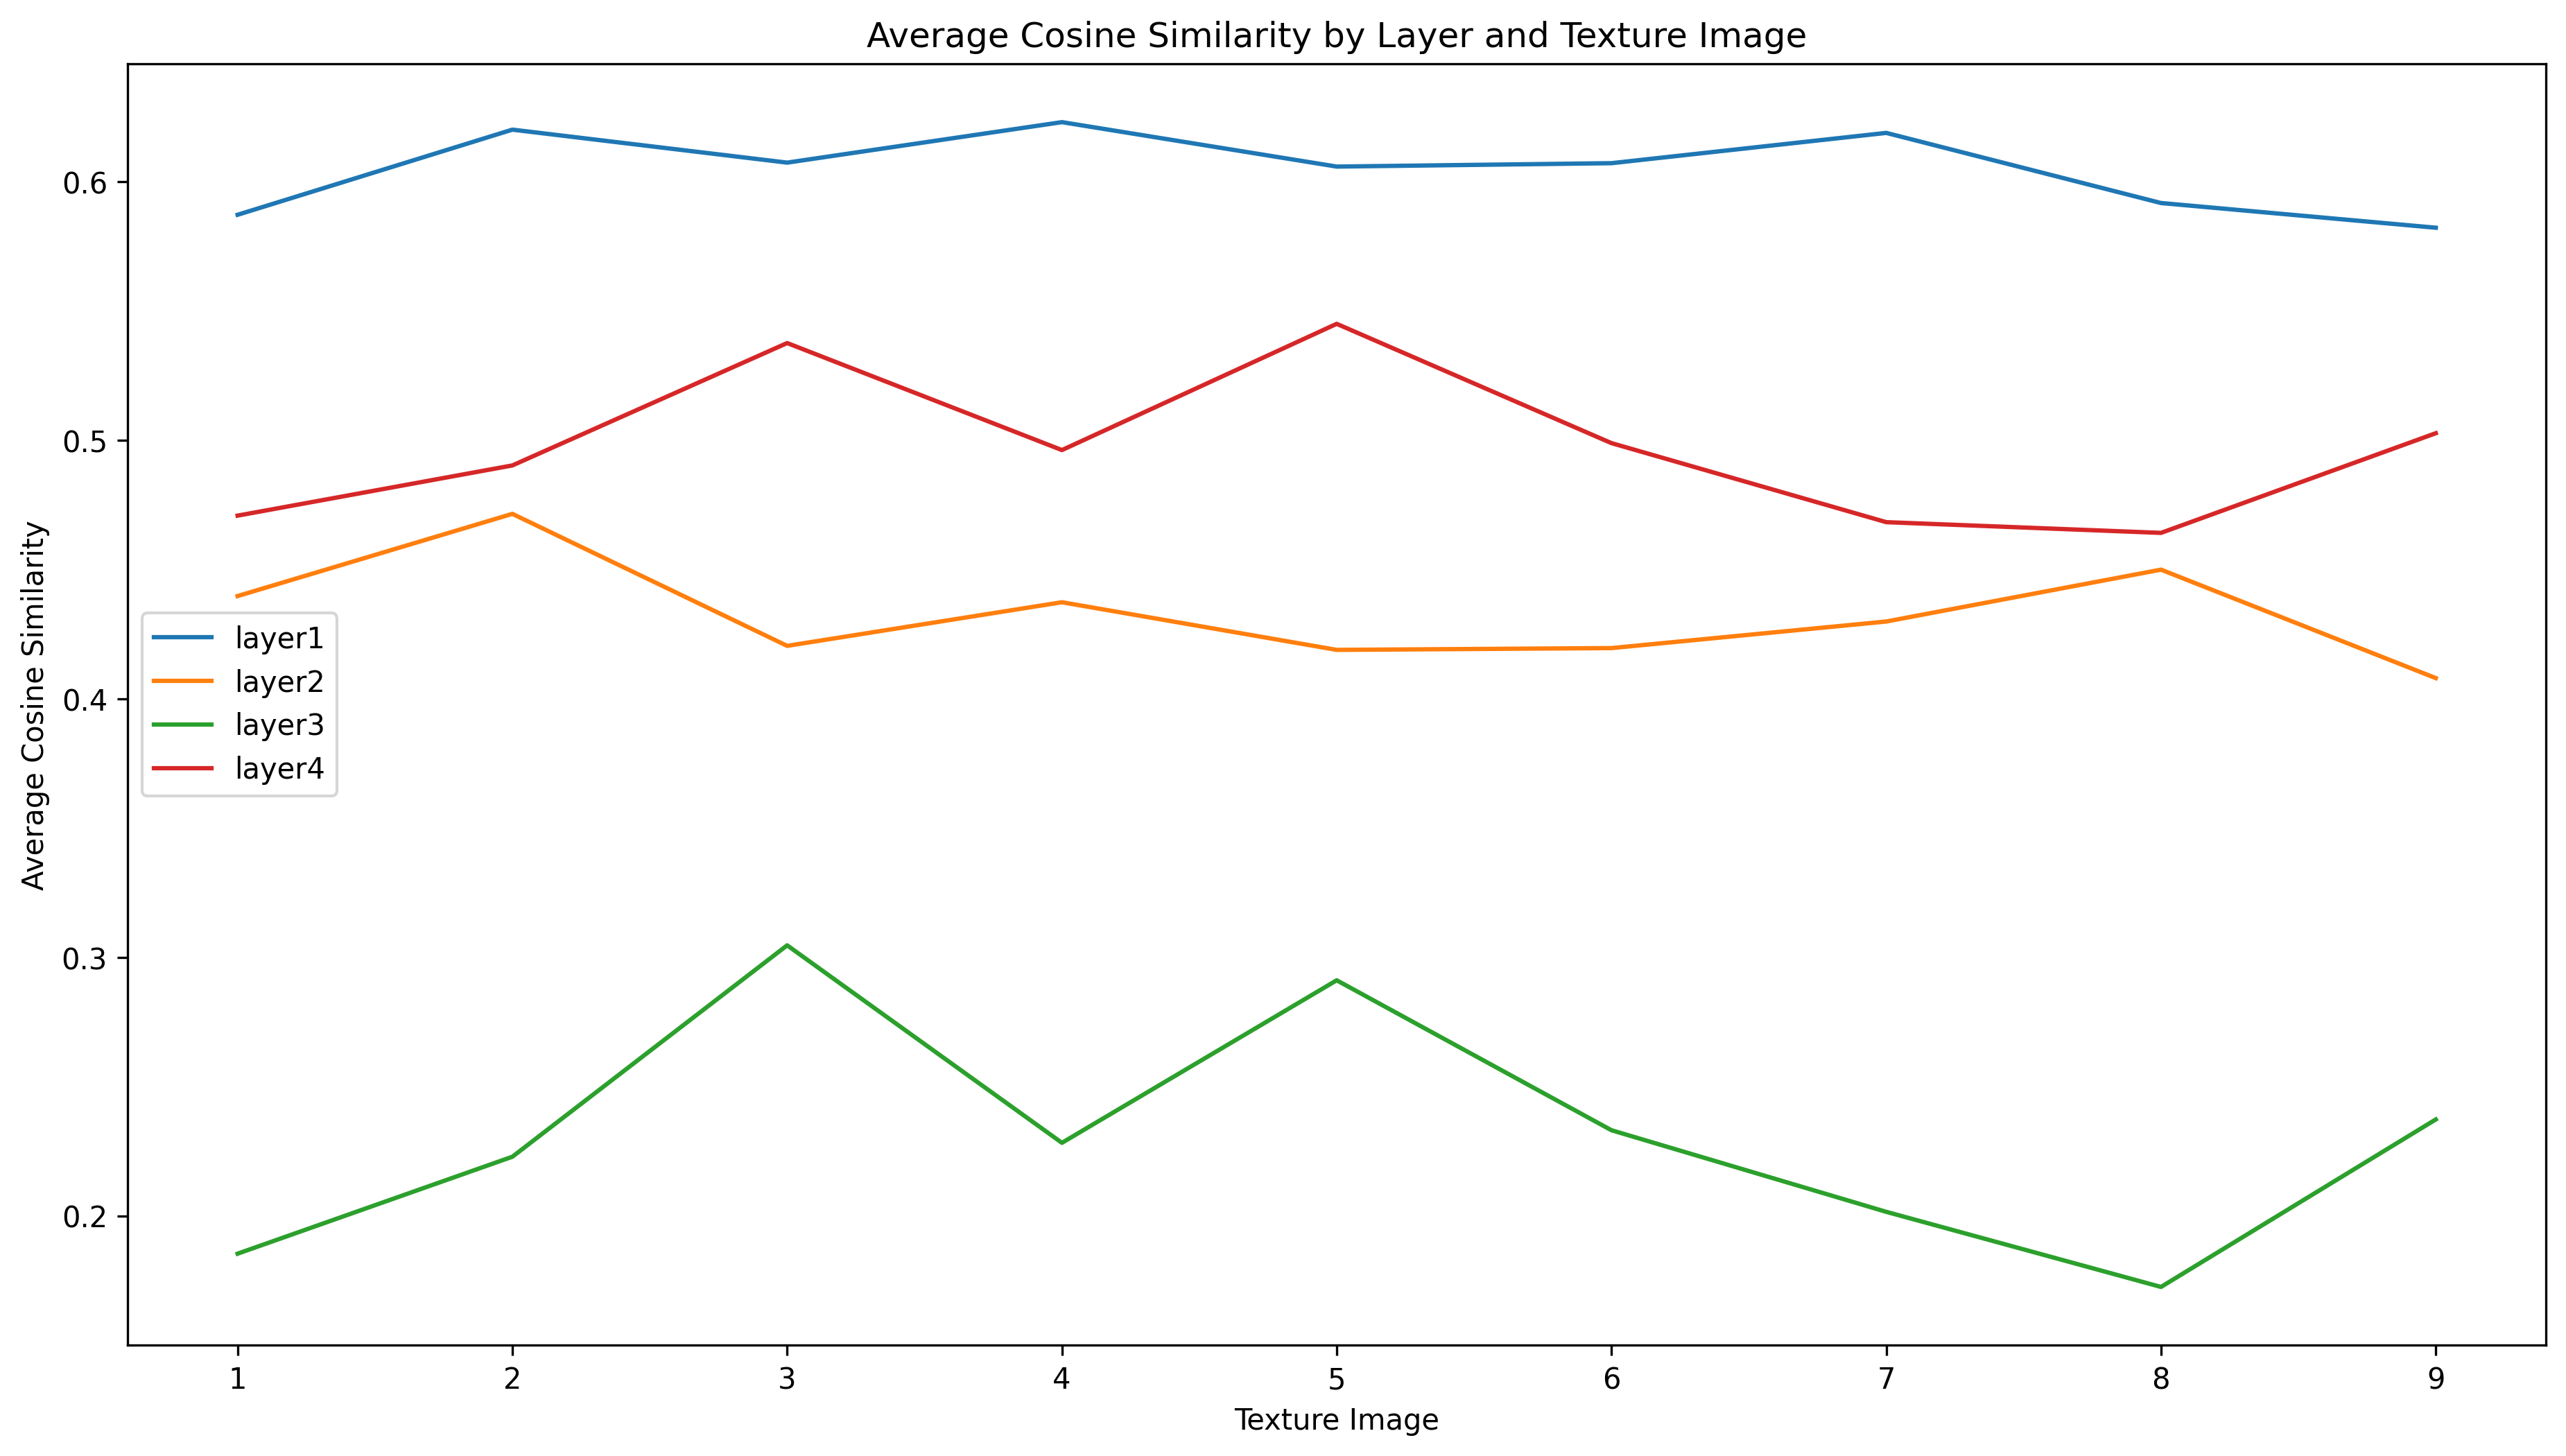 Average Cosine Similarity by Layer and Texture Image
Average Cosine Similarity
0.6
0.5
0.4
0.3
0.2
layer1
layer2
layer3
layer4
1 2 3 4 5 6 7 8 9
Texture Image